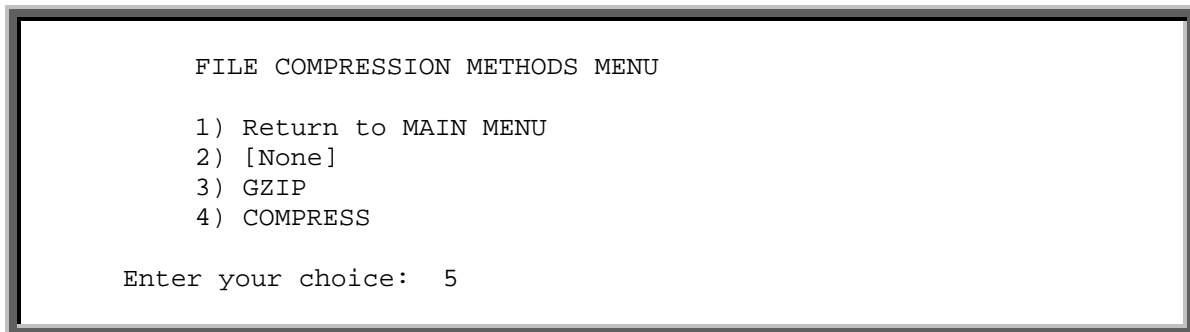 FILE COMPRESSION METHODS MENU
1) Return to MAIN MENU
2) [None]
3) GZIP
4) COMPRESS
Enter your choice: 5